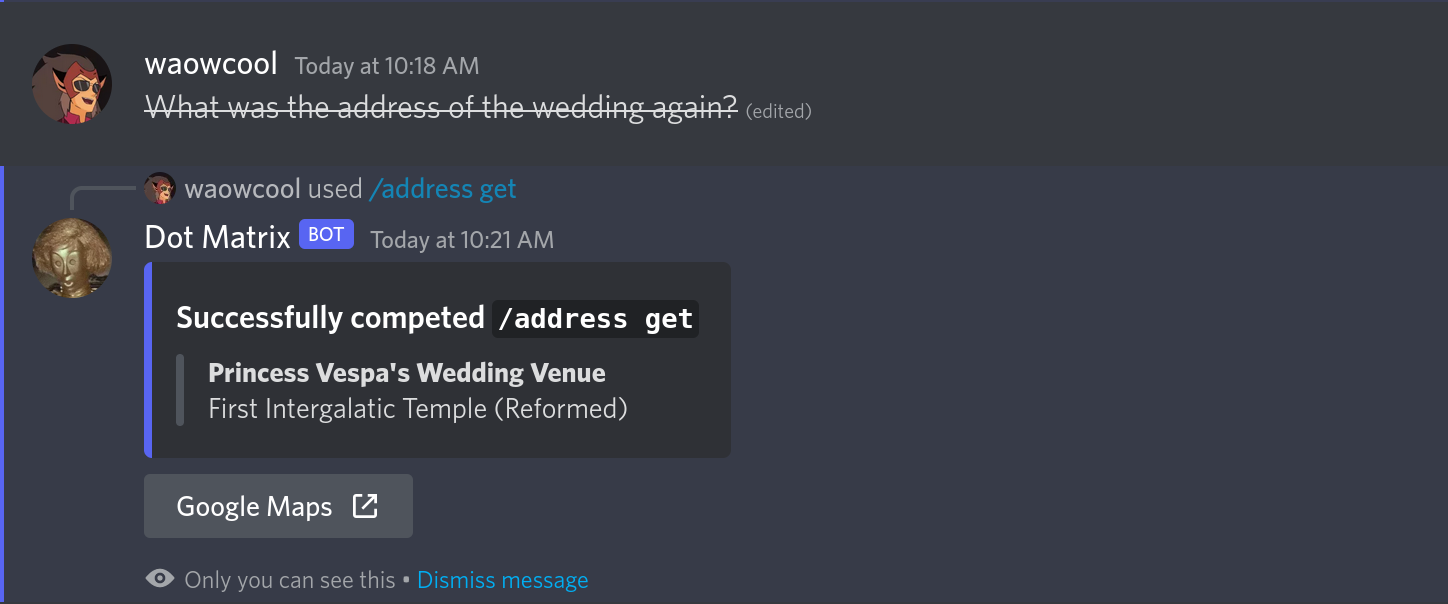 waowcool Today at 10:18 AM
What was the address of the wedding again? (edited)
waowcool used /address get
Dot Matrix BOT Today at 10:21 AM
Successfully competed /address get
Princess Vespa's Wedding Venue
First Intergalatic Temple (Reformed)
Google Maps
Only you can see this • Dismiss message